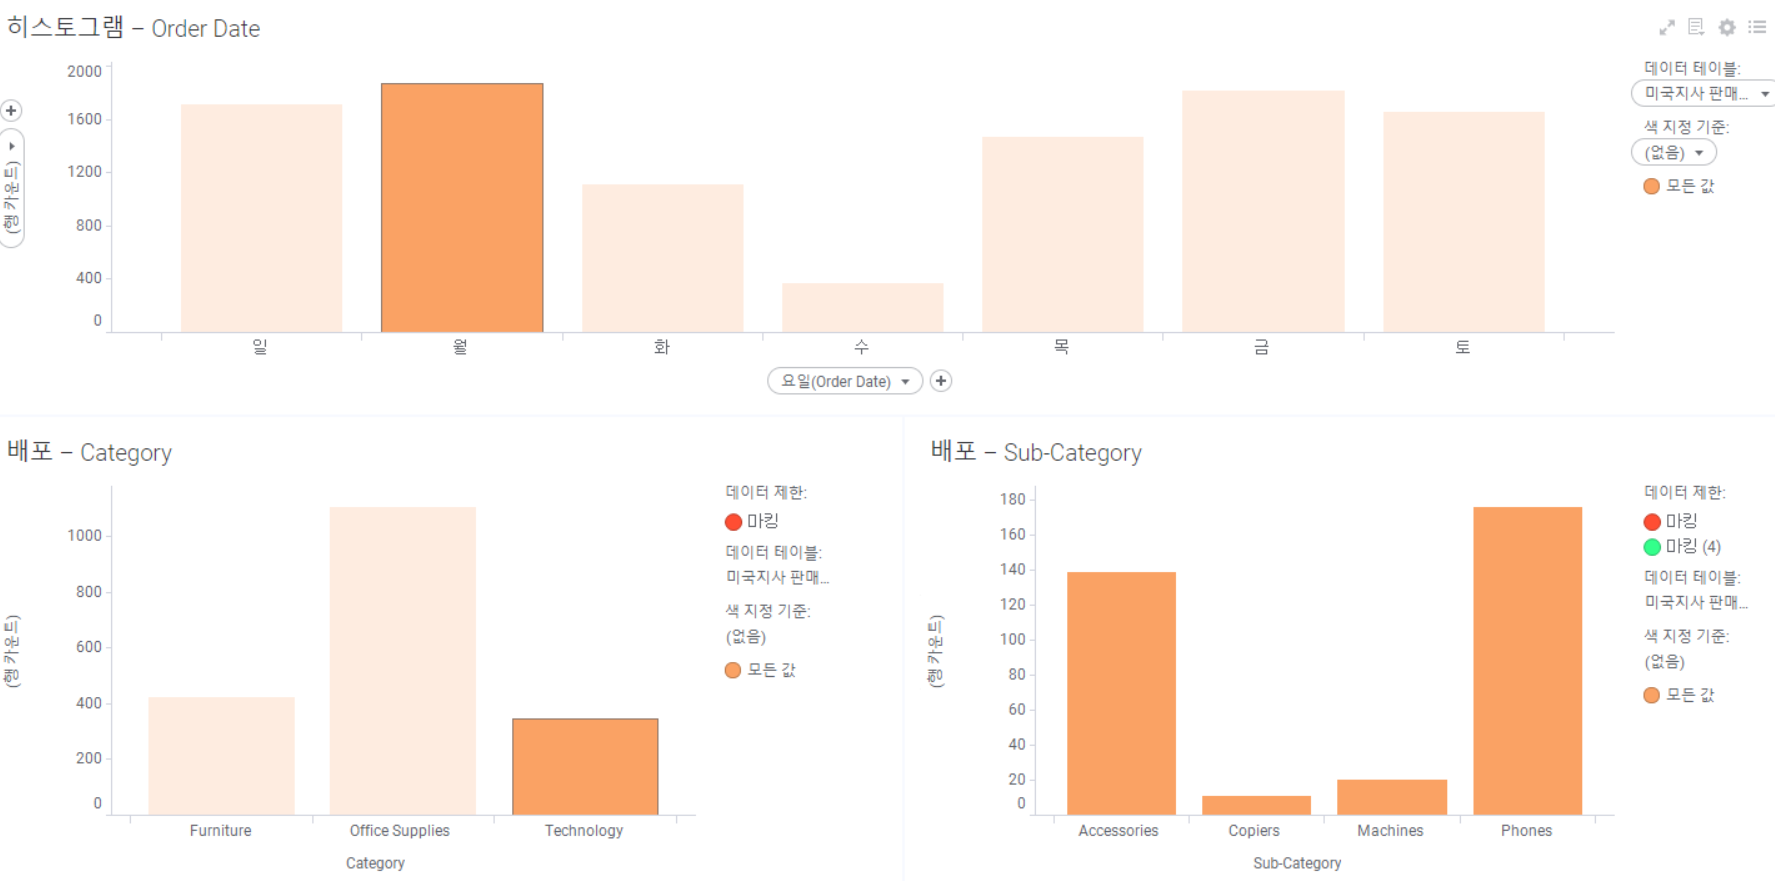 히스토그램 – Order Date
2000
1600
1200
800
400
0
(행 카운트)
일 월 화 수 목 금 토
요일(Order Date)
데이터 테이블:
미국지사 판매...
색 지정 기준:
(없음)
모든 값
배포 – Category
1000
800
600
400
200
0
(행 카운트)
Furniture Office Supplies Technology
Category
데이터 제한:
마킹
데이터 테이블:
미국지사 판매...
색 지정 기준:
(없음)
모든 값
배포 – Sub-Category
180
160
140
120
100
80
60
40
20
0
(행 카운트)
Accessories Copiers Machines Phones
Sub-Category
데이터 제한:
마킹
마킹 (4)
데이터 테이블:
미국지사 판매...
색 지정 기준:
(없음)
모든 값